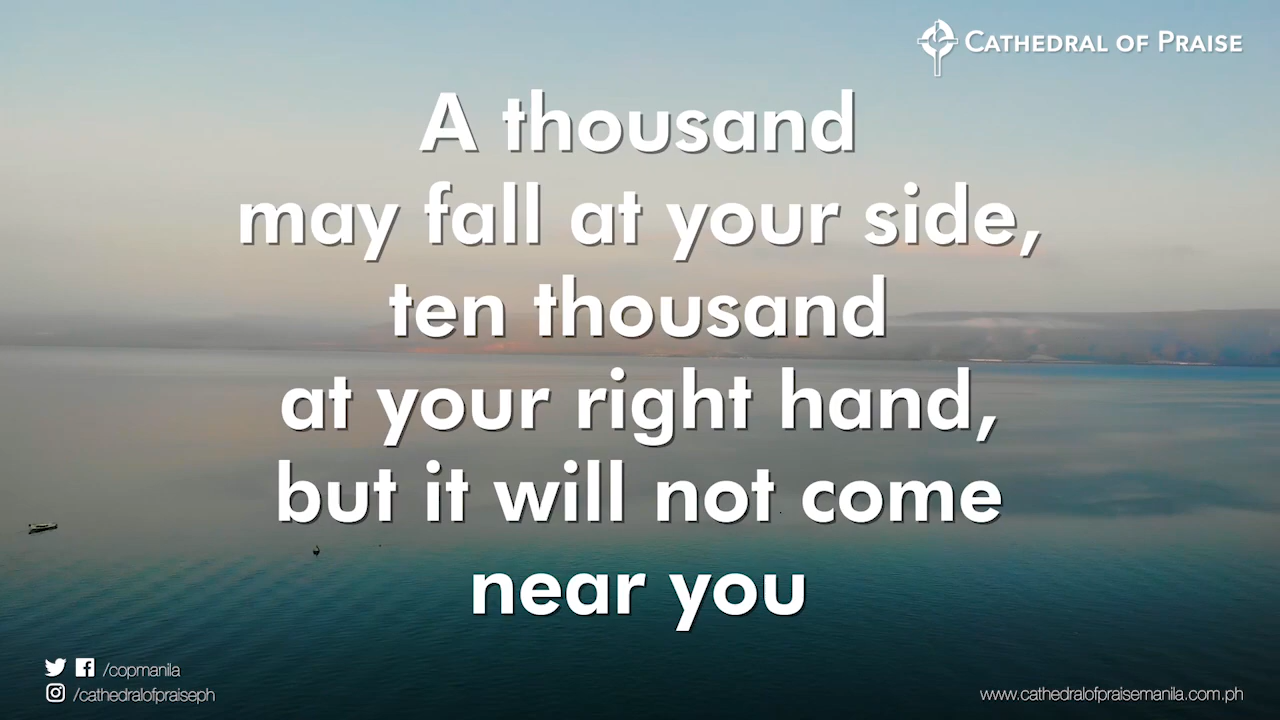 CATHEDRAL OF PRAISE
A thousand
may fall at your side,
ten thousand
at your right hand,
but it will not come
near you
/copmanila
/cathedralofpraiseph
www.cathedralofpraisemanila.com.ph